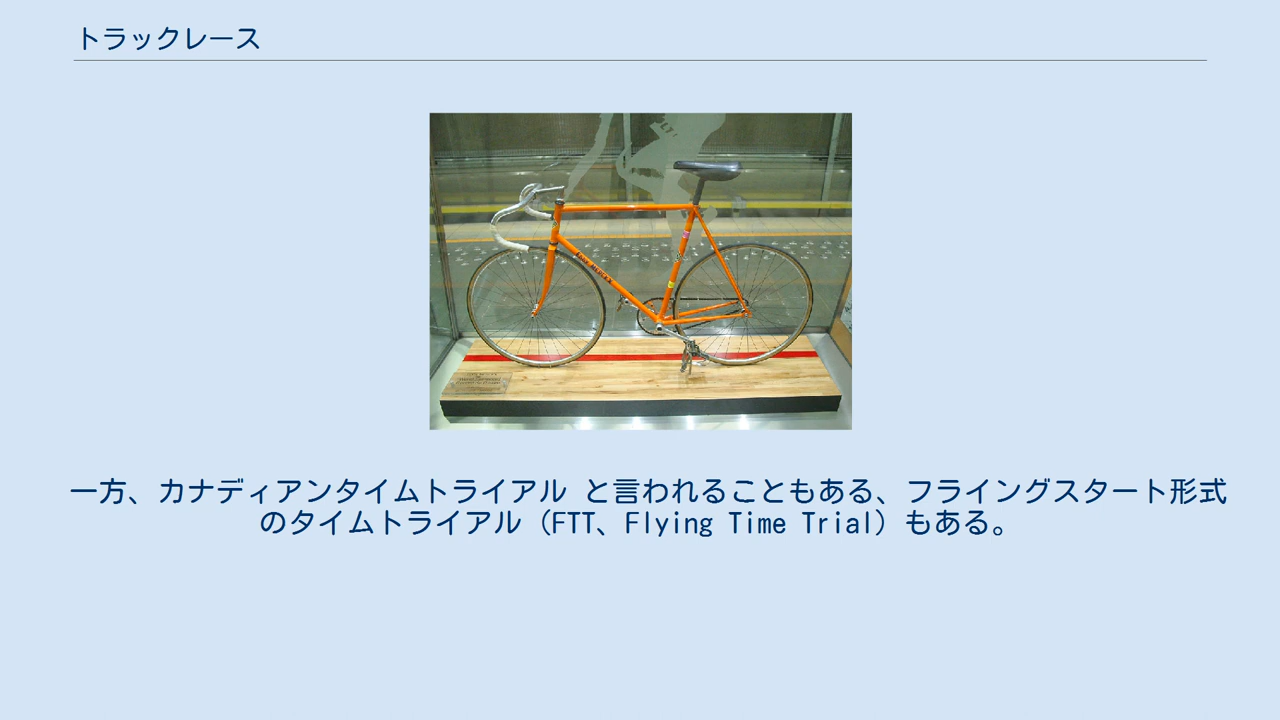 トラックレース
一方、カナディアンタイムトライアル と言われることもある、フライングスタート形式
のタイムトライアル（FTT、Flying Time Trial）もある。